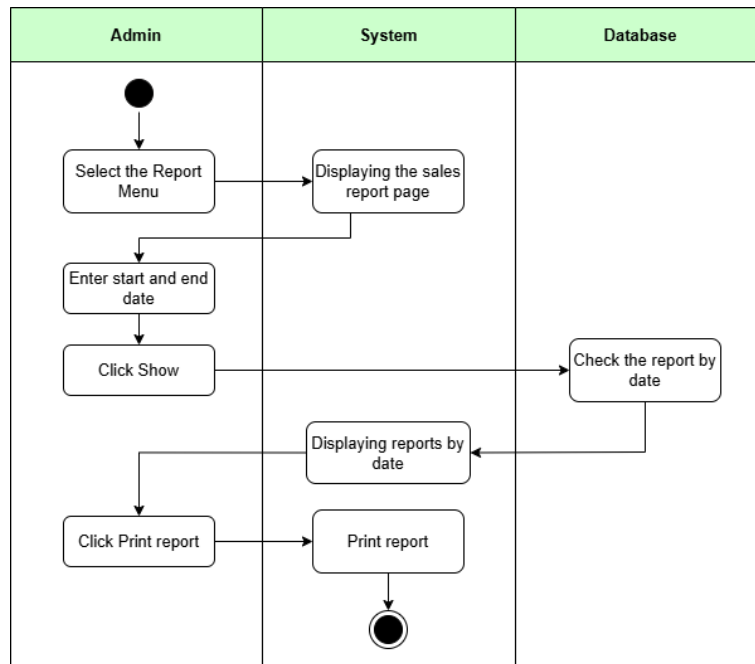 Admin
System
Database
Select the Report
Menu
Displaying the sales
report page
Enter start and end
date
Click Show
Check the report by
date
Displaying reports by
date
Click Print report
Print report